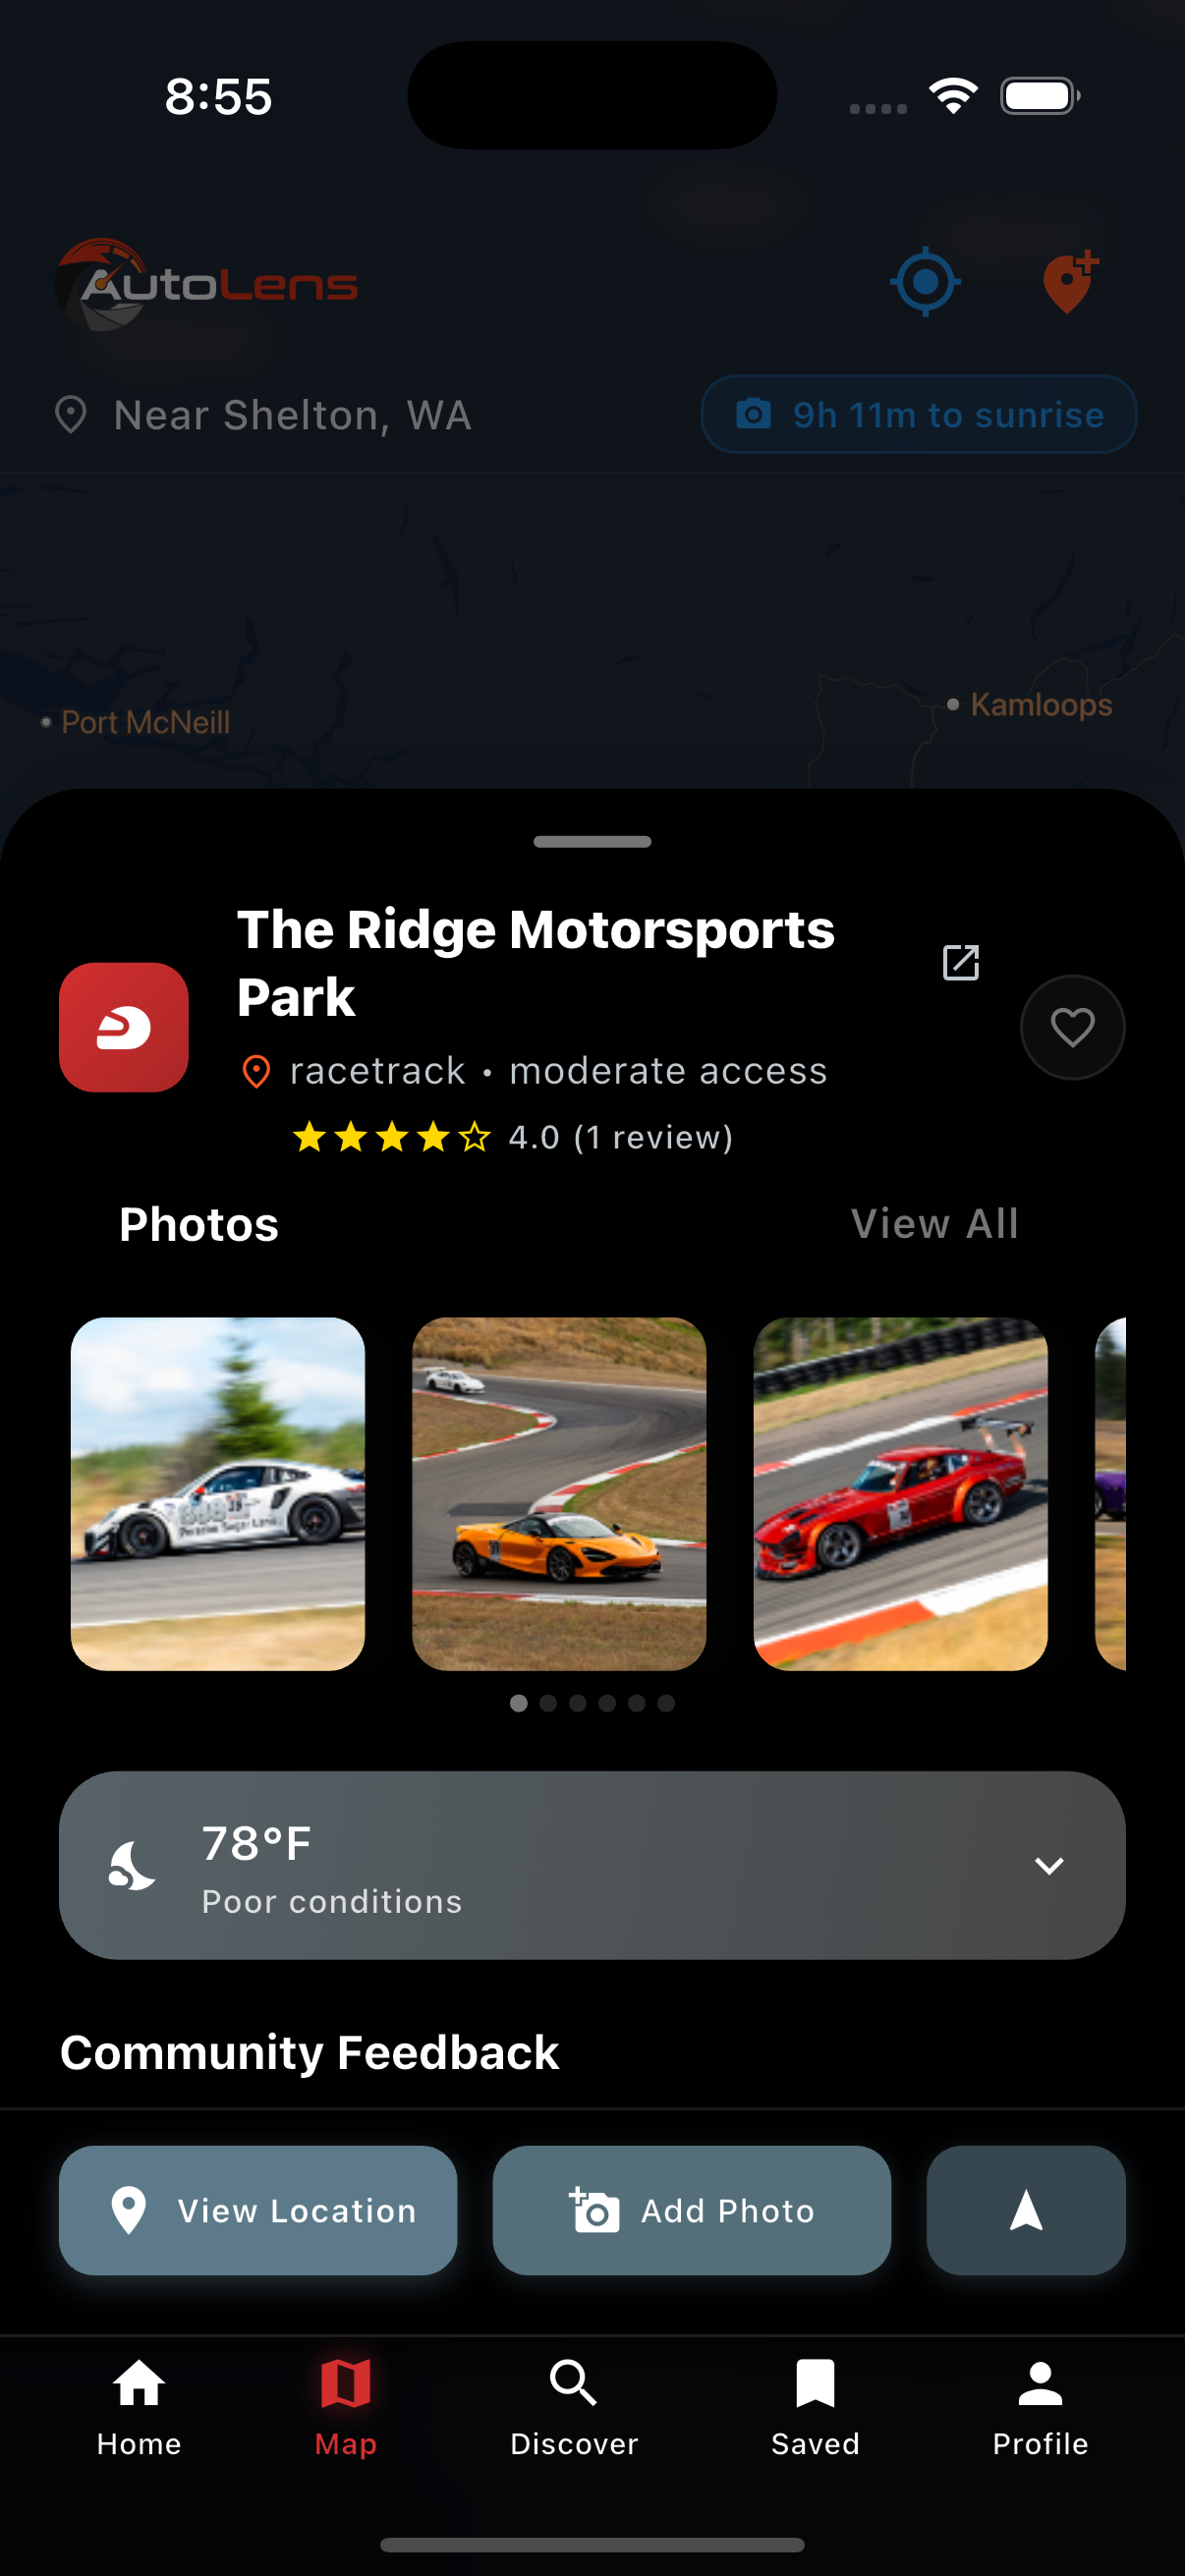 8:55
AutoLens
Near Shelton, WA
9h 11m to sunrise
Port McNeill
Kamloops
The Ridge Motorsports
Park
racetrack • moderate access
4.0 (1 review)
Photos
View All
78°F
Poor conditions
Community Feedback
View Location
Add Photo
Home
Map
Discover
Saved
Profile